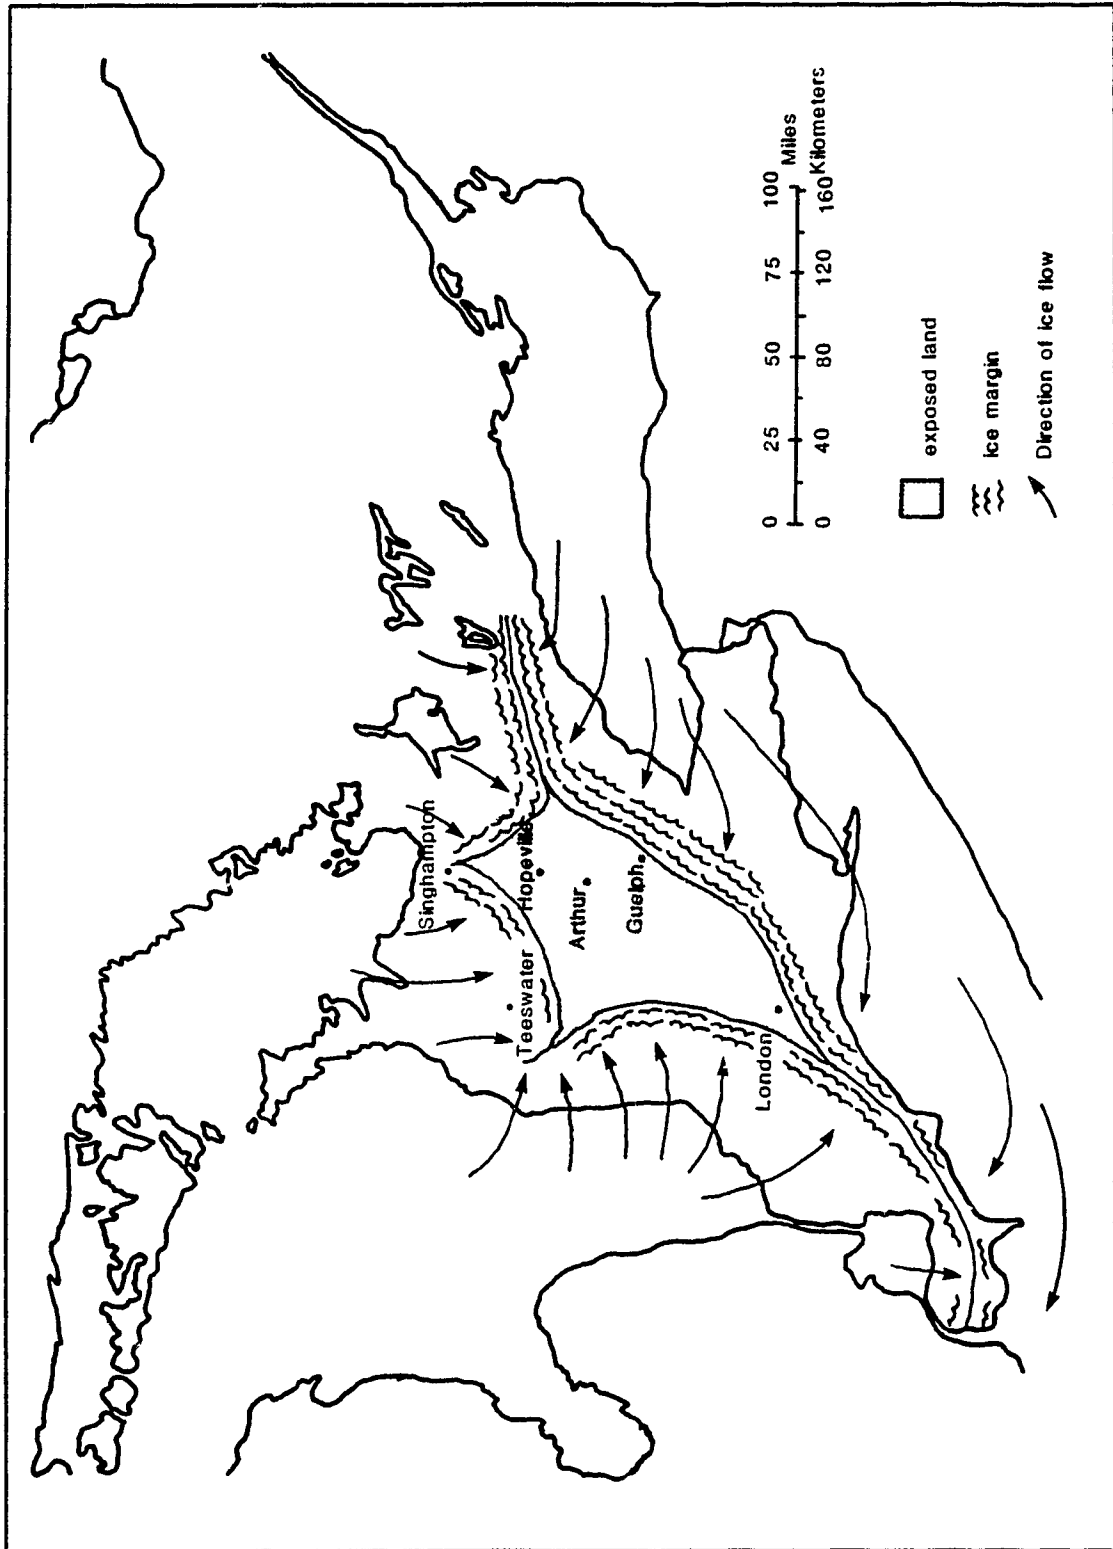 Singhampton
Hopeville
Teeswater
Arthur
Guelph
London
0 25 50 75 100 Miles
0 40 80 120 160 Kilometers
exposed land
ice margin
Direction of ice flow